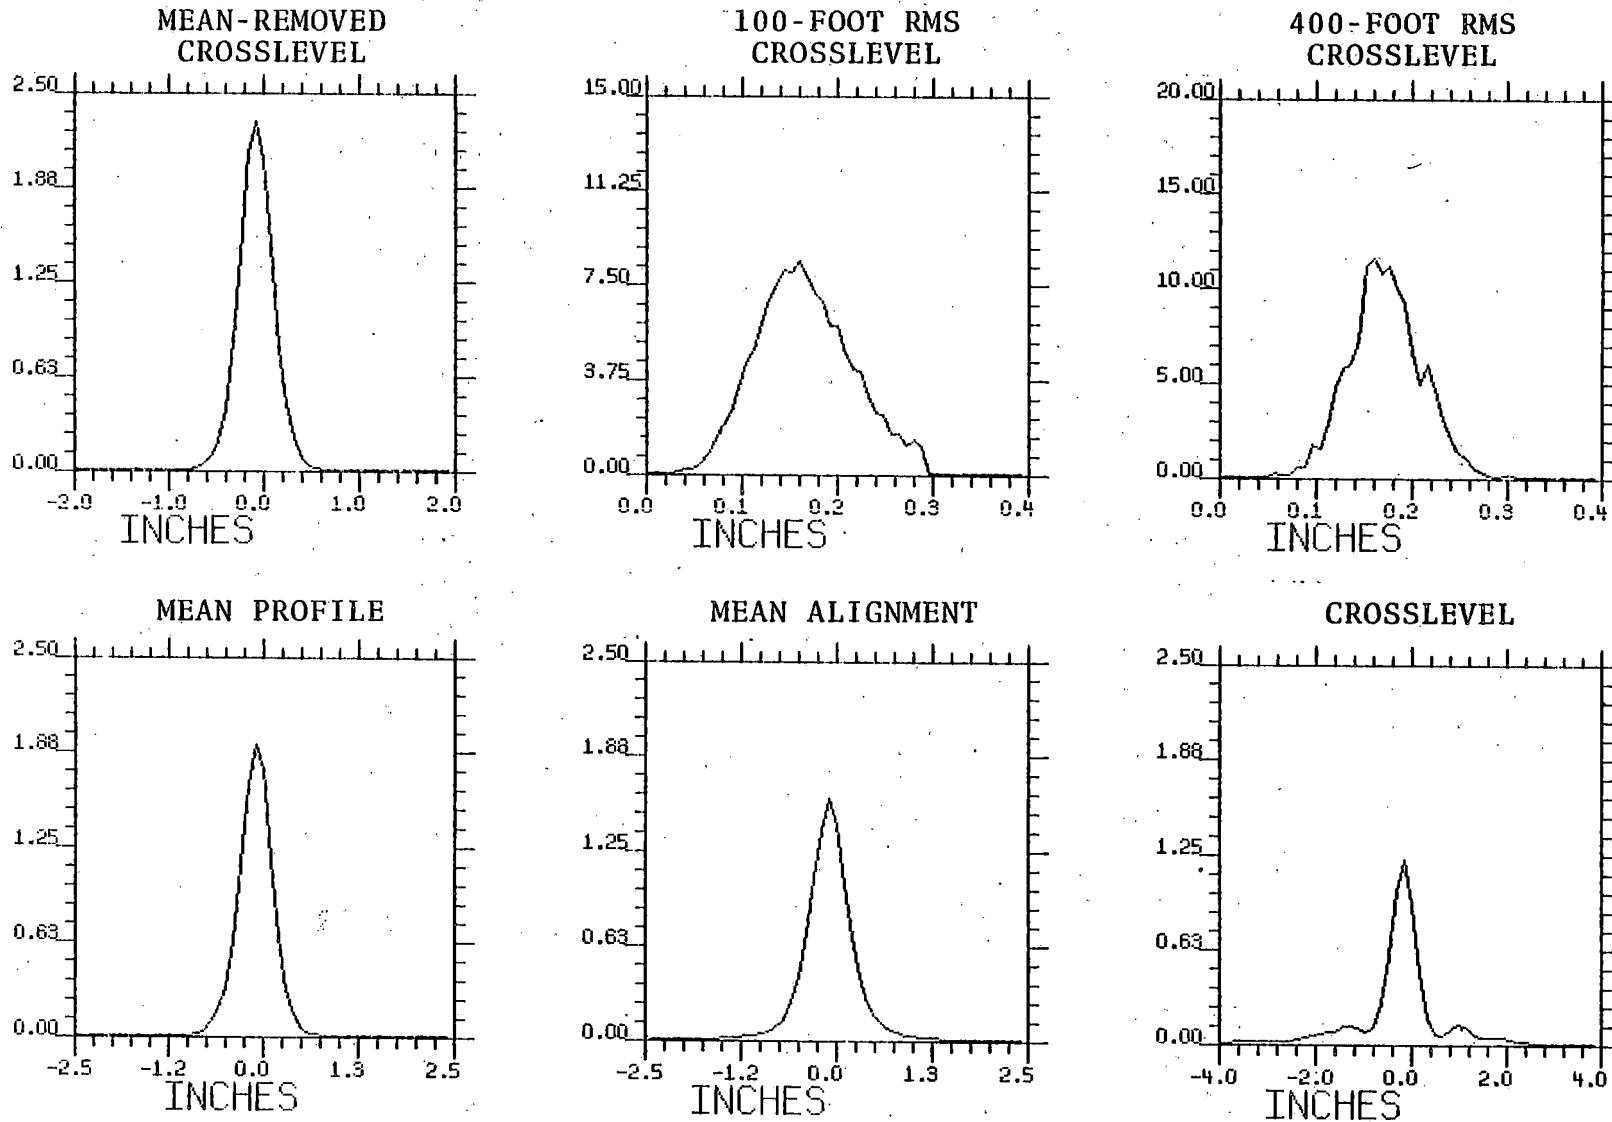 MEAN-REMOVED
CROSSLEVEL
2.50
1.88
1.25
0.63
0.00
-2.0 -1.0 0.0 1.0 2.0
INCHES
100-FOOT RMS
CROSSLEVEL
15.00
11.25
7.50
3.75
0.00
0.0 0.1 0.2 0.3 0.4
INCHES
400-FOOT RMS
CROSSLEVEL
20.00
15.00
10.00
5.00
0.00
0.0 0.1 0.2 0.3 0.4
INCHES
MEAN PROFILE
2.50
1.88
1.25
0.63
0.00
-2.5 -1.2 0.0 1.3 2.5
INCHES
MEAN ALIGNMENT
2.50
1.88
1.25
0.63
0.00
-2.5 -1.2 0.0 1.3 2.5
INCHES
CROSSLEVEL
2.50
1.88
1.25
0.63
0.00
-4.0 -2.0 0.0 2.0 4.0
INCHES